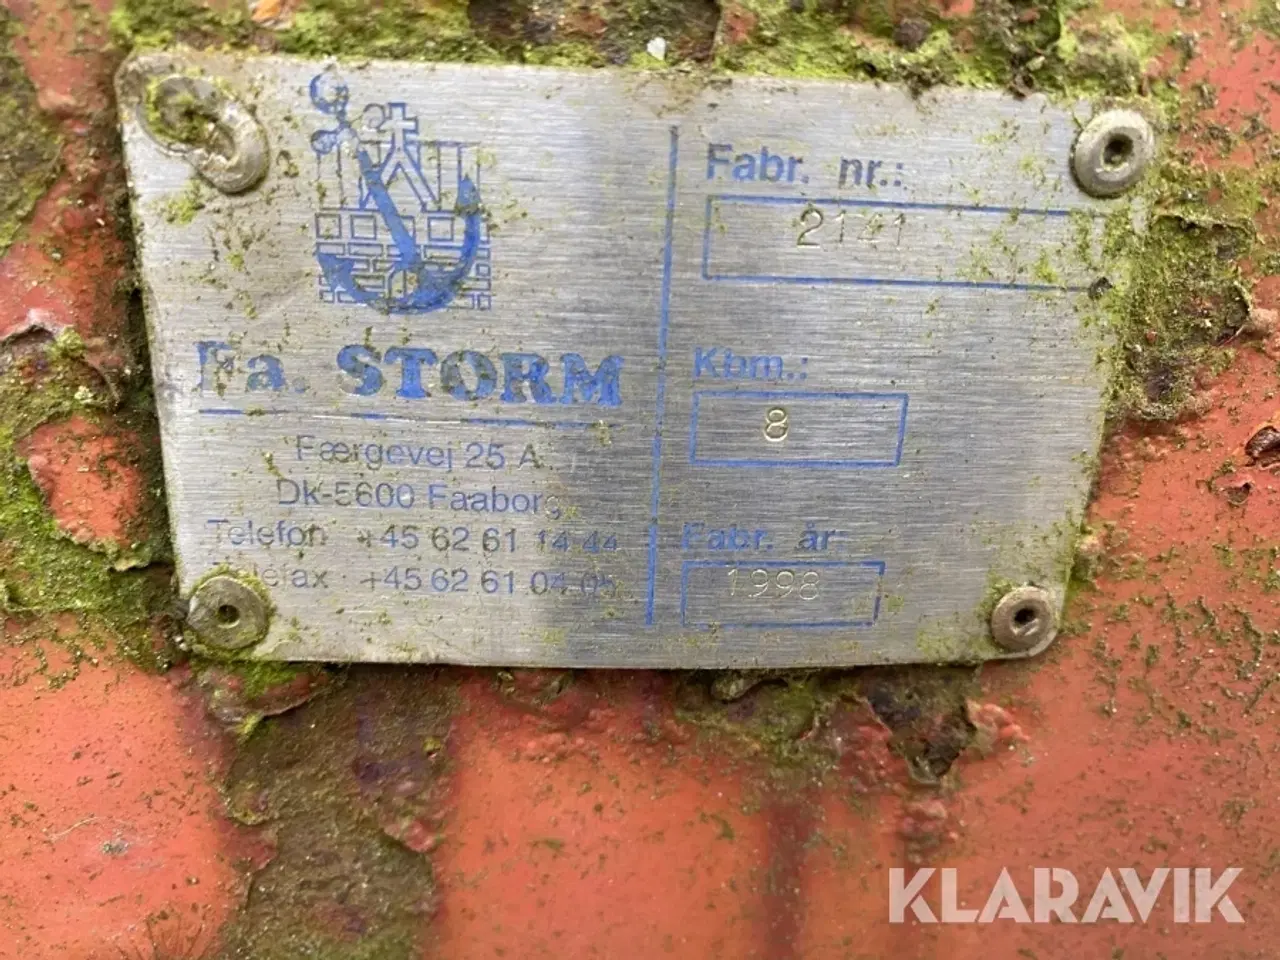 Fa. STORM
Færgevej 25 A
Dk-5600 Faaborg
Telefon +45 62 61 14 44
Telefax +45 62 61 04 05
Fabr. nr.:
2141
Kbm.:
8
Fabr. år:
1998
KLARAVIK